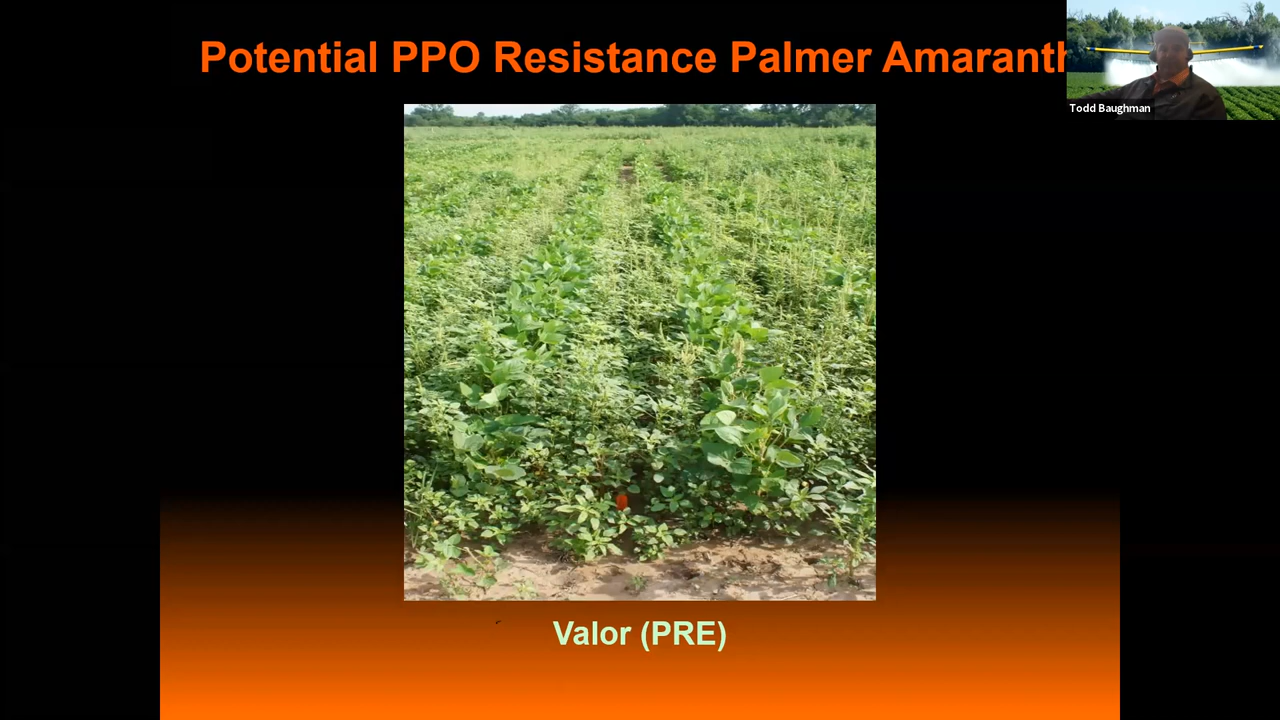 Potential PPO Resistance Palmer Amaranth
Todd Baughman
Valor (PRE)